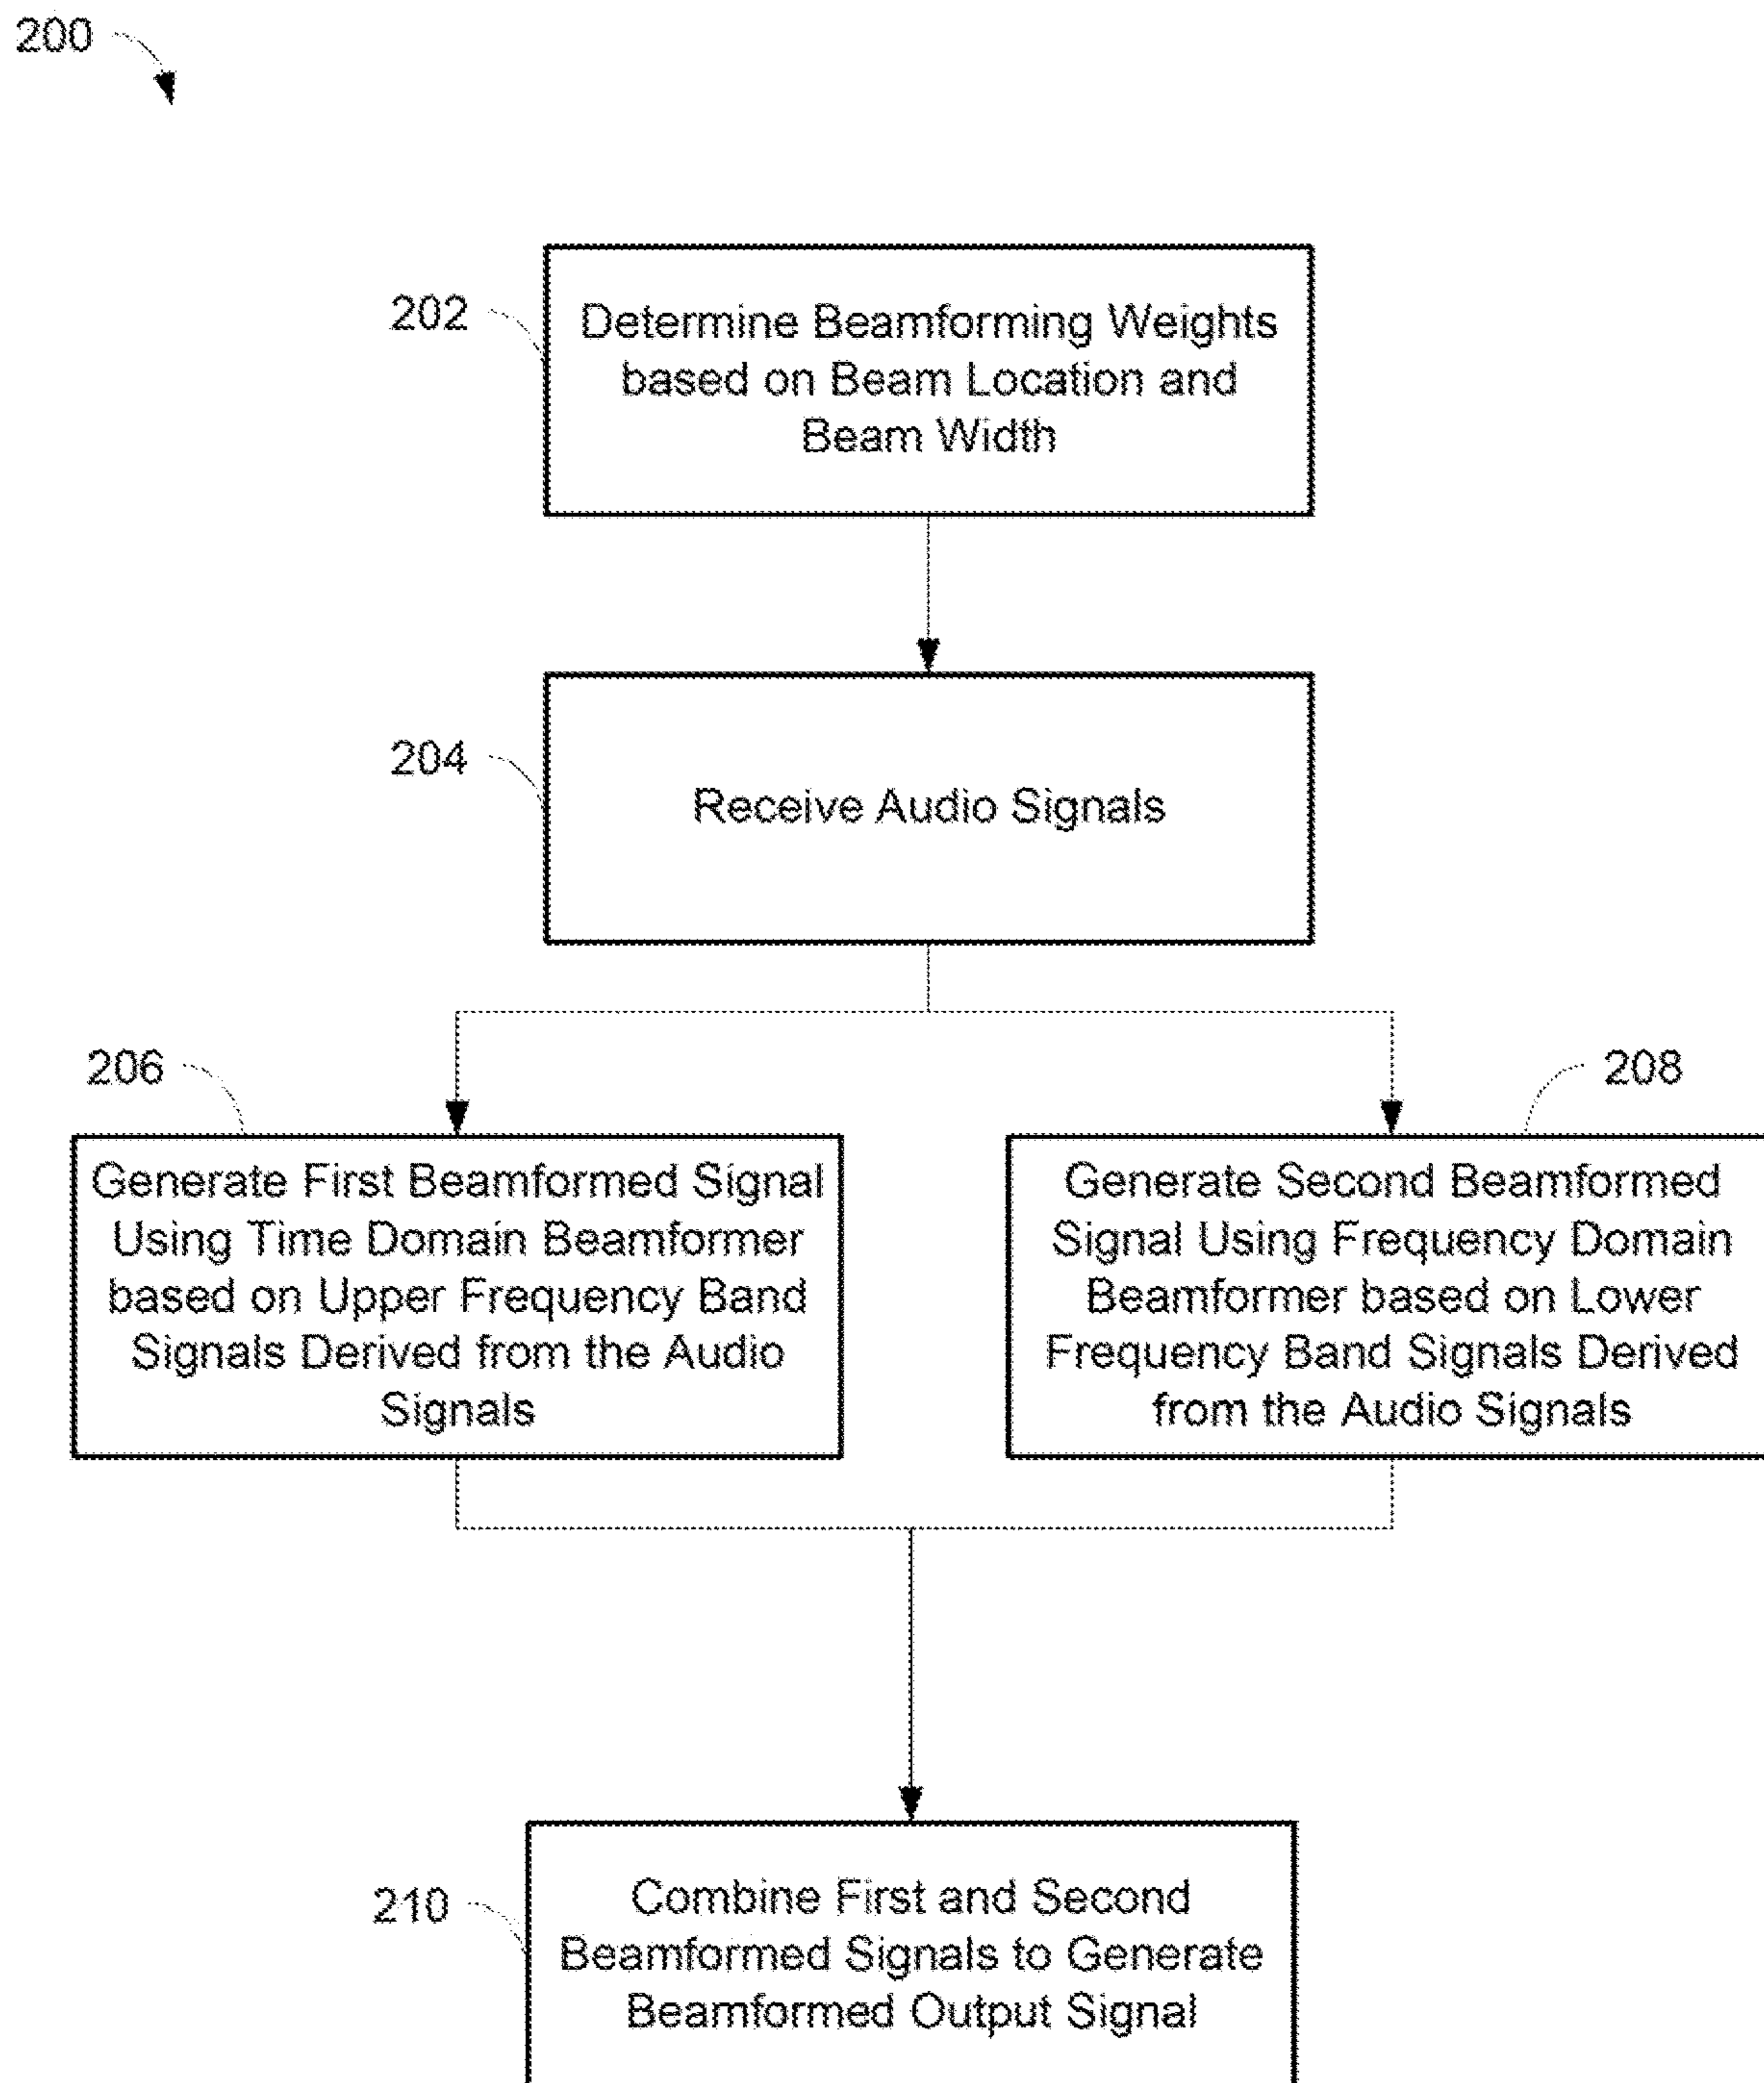 200
202
Determine Beamforming Weights
based on Beam Location and
Beam Width
204
Receive Audio Signals
206
208
Generate First Beamformed Signal
Using Time Domain Beamformer
based on Upper Frequency Band
Signals Derived from the Audio
Signals
Generate Second Beamformed
Signal Using Frequency Domain
Beamformer based on Lower
Frequency Band Signals Derived
from the Audio Signals
210
Combine First and Second
Beamformed Signals to Generate
Beamformed Output Signal